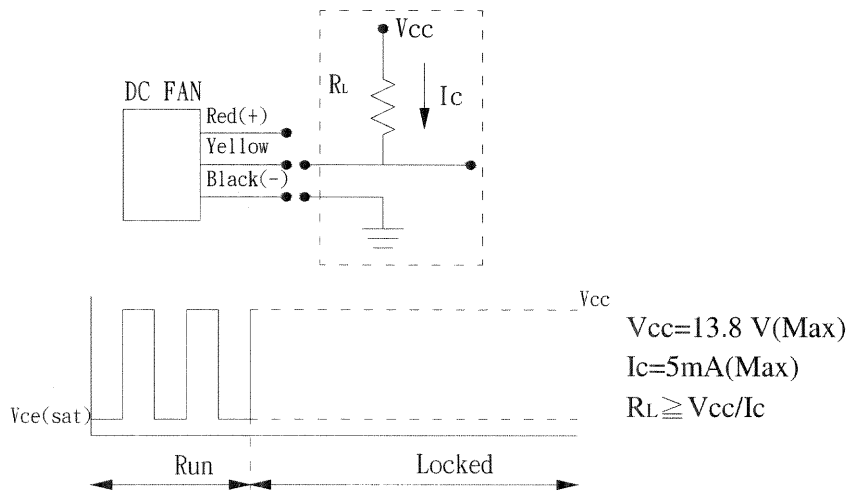 Vcc
RL
Ic
DC FAN
Red(+)
Yellow
Black(-)
Vcc
Vce(sat)
Run
Locked
Vcc=13.8 V(Max)
Ic=5mA(Max)
RL≧Vcc/Ic